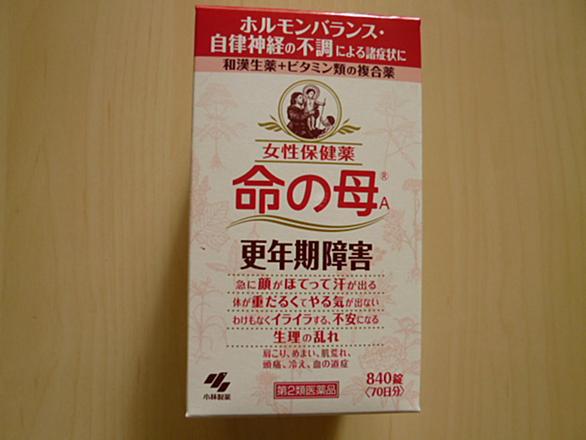 ホルモンバランス・
自律神経の不調による諸症状に
和漢生薬+ビタミン類の複合薬
女性保健薬
命の母®A
更年期障害
急に顔がほてって汗が出る
体が重だるくてやる気が出ない
わけもなくイライラする、不安になる
生理の乱れ
肩こり、めまい、肌荒れ、
頭痛、冷え、血の道症
小林製薬
第2類医薬品
840錠
〈70日分〉